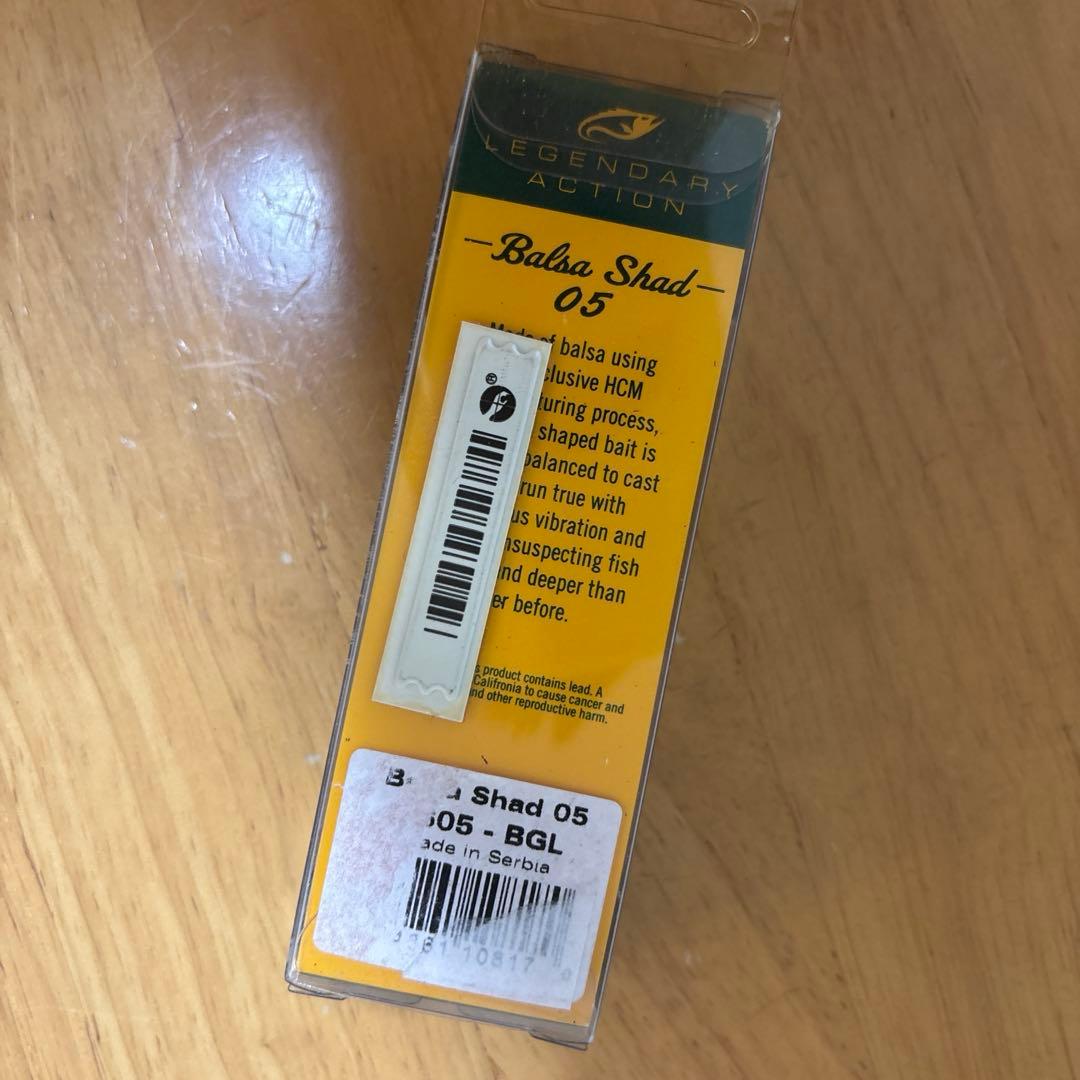 LEGENDARY
ACTION
Balsa Shad
05
Made of balsa using
clusive HCM
turing process,
shaped bait is
balanced to cast
run true with
us vibration and
nsuspecting fish
nd deeper than
er before.
s product contains lead. A
Califronia to cause cancer and
nd other reproductive harm.
®
B a Shad 05
05 - BGL
ade in Serbia
10817